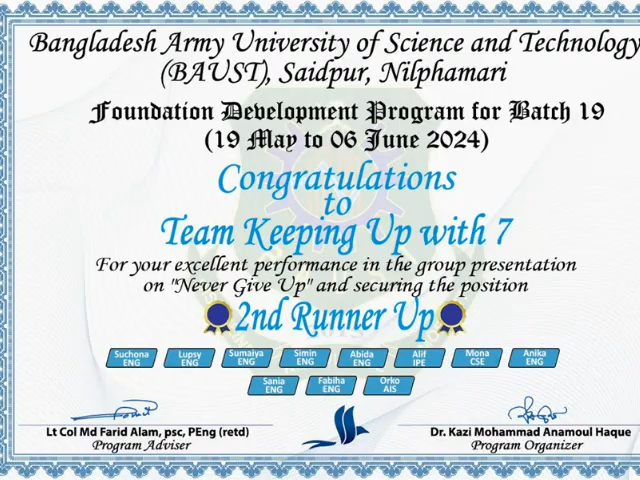 Bangladesh Army University of Science and Technology
(BAUST), Saidpur, Nilphamari
Foundation Development Program for Batch 19
(19 May to 06 June 2024)
Congratulations
to
Team Keeping Up with 7
For your excellent performance in the group presentation
on "Never Give Up" and securing the position
2nd Runner Up
Suchona ENG
Lupsy ENG
Sumaiya ENG
Simin ENG
Abida ENG
Alif IPE
Mona CSE
Anika ENG
Sania ENG
Fabiha ENG
Orko AIS
Lt Col Md Farid Alam, psc, PEng (retd)
Program Adviser
Dr. Kazi Mohammad Anamoul Haque
Program Organizer